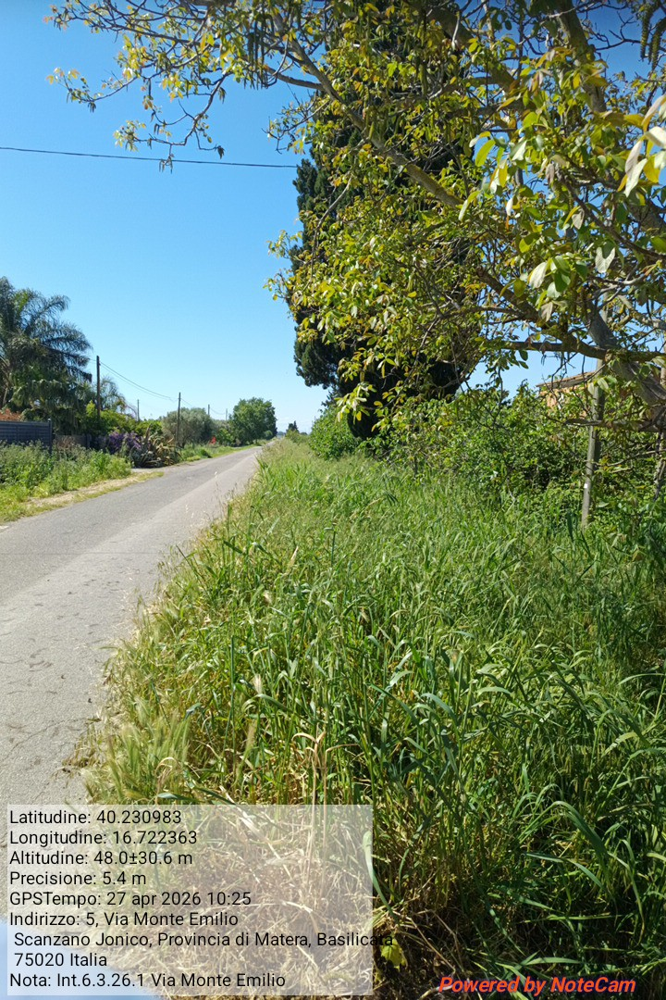 Latitudine: 40.230983
Longitudine: 16.722363
Altitudine: 48.0±30.6 m
Precisione: 5.4 m
GPSTempo: 27 apr 2026 10:25
Indirizzo: 5, Via Monte Emilio
Scanzano Jonico, Provincia di Matera, Basilicata
75020 Italia
Nota: Int.6.3.26.1 Via Monte Emilio
Powered by NoteCam